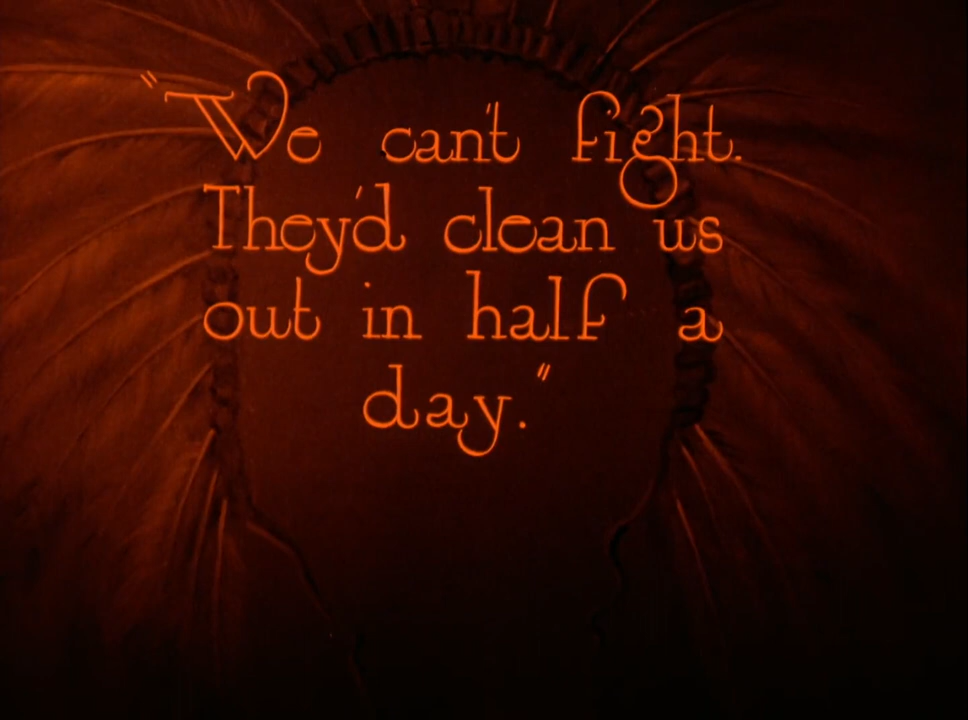 "We can't fight.
They'd clean us
out in half a
day."